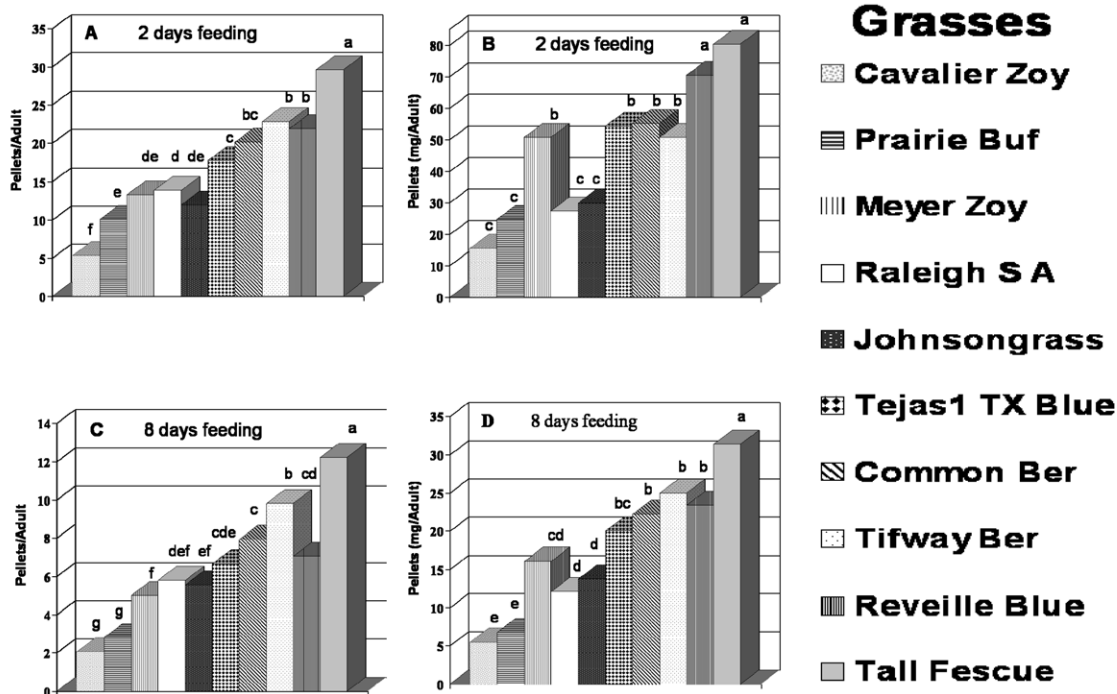 A 2 days feeding
Pellets/Adult
35
30
25
20
15
10
5
0
f
e
de
d
de
c
bc
b
b
a
B 2 days feeding
Pellets (mg/Adult)
80
70
60
50
40
30
20
10
0
c
c
b
c
c
b
b
b
a
a
C 8 days feeding
Pellets/Adult
14
12
10
8
6
4
2
0
g
g
f
def
ef
cde
c
b
cd
a
D 8 days feeding
Pellets (mg/Adult)
35
30
25
20
15
10
5
0
e
e
cd
d
d
bc
b
b
b
a
Grasses
Cavalier Zoy
Prairie Buf
Meyer Zoy
Raleigh S A
Johnsongrass
Tejas1 TX Blue
Common Ber
Tifway Ber
Reveille Blue
Tall Fescue